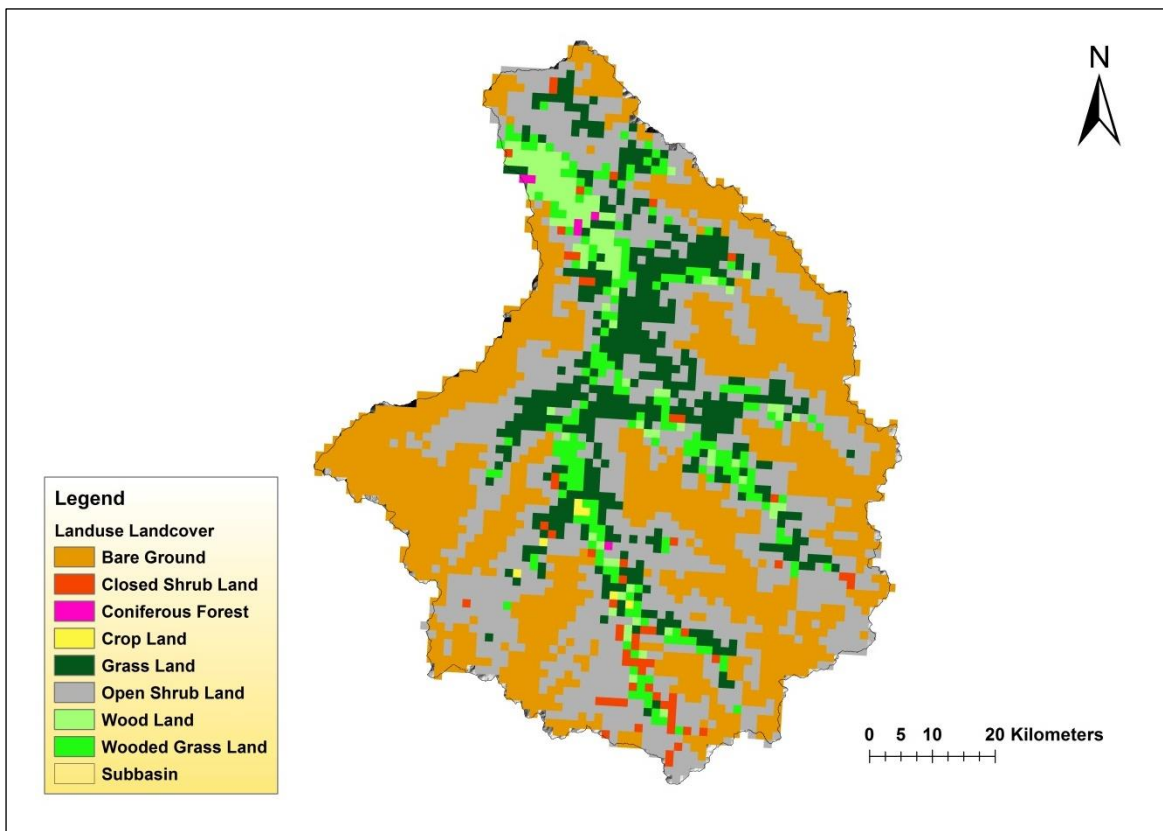 N
Legend
Landuse Landcover
Bare Ground
Closed Shrub Land
Coniferous Forest
Crop Land
Grass Land
Open Shrub Land
Wood Land
Wooded Grass Land
Subbasin
0 5 10 20 Kilometers